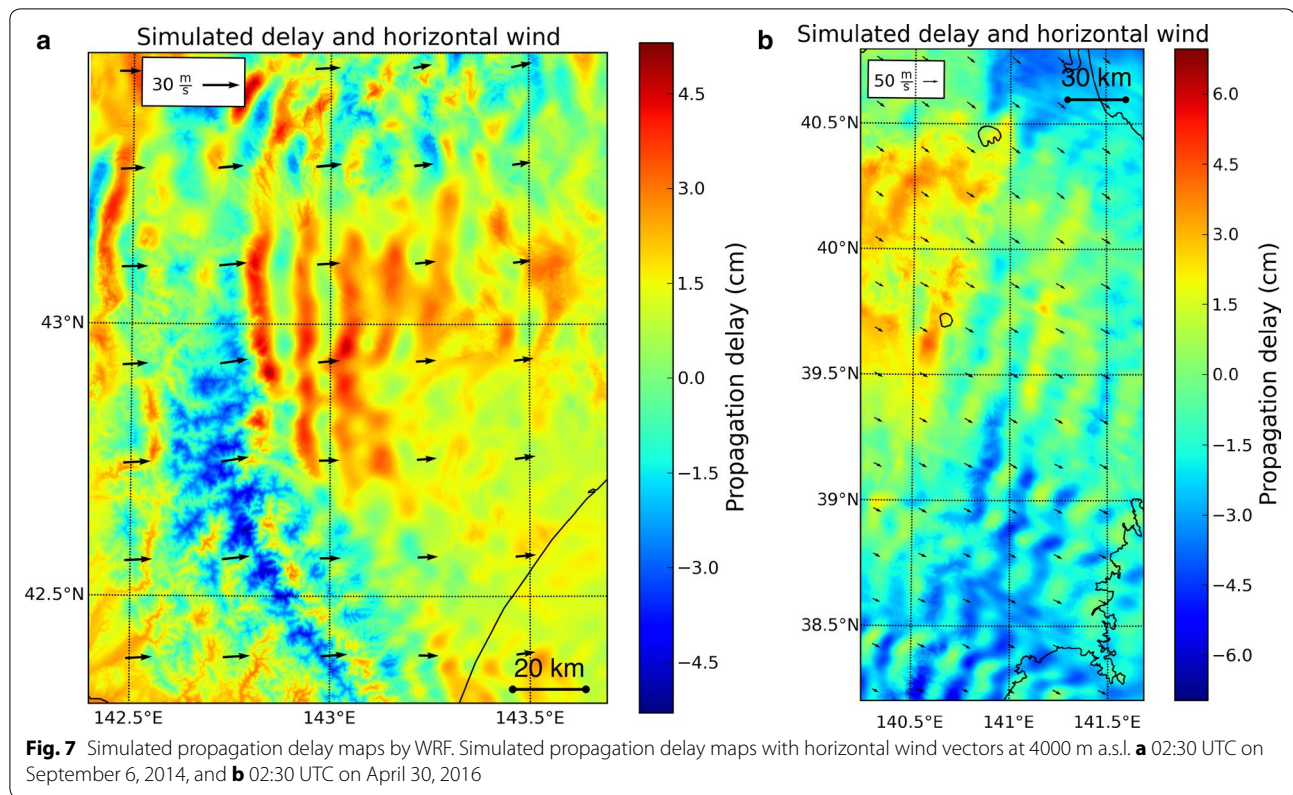 a
Simulated delay and horizontal wind
30 m/s
43°N
42.5°N
142.5°E
143°E
143.5°E
20 km
4.5
3.0
1.5
0.0
−1.5
−3.0
−4.5
Propagation delay (cm)
b
Simulated delay and horizontal wind
50 m/s
30 km
40.5°N
40°N
39.5°N
39°N
38.5°N
140.5°E
141°E
141.5°E
6.0
4.5
3.0
1.5
0.0
−1.5
−3.0
−4.5
−6.0
Propagation delay (cm)
Fig. 7 Simulated propagation delay maps by WRF. Simulated propagation delay maps with horizontal wind vectors at 4000 m a.s.l. a 02:30 UTC on
September 6, 2014, and b 02:30 UTC on April 30, 2016